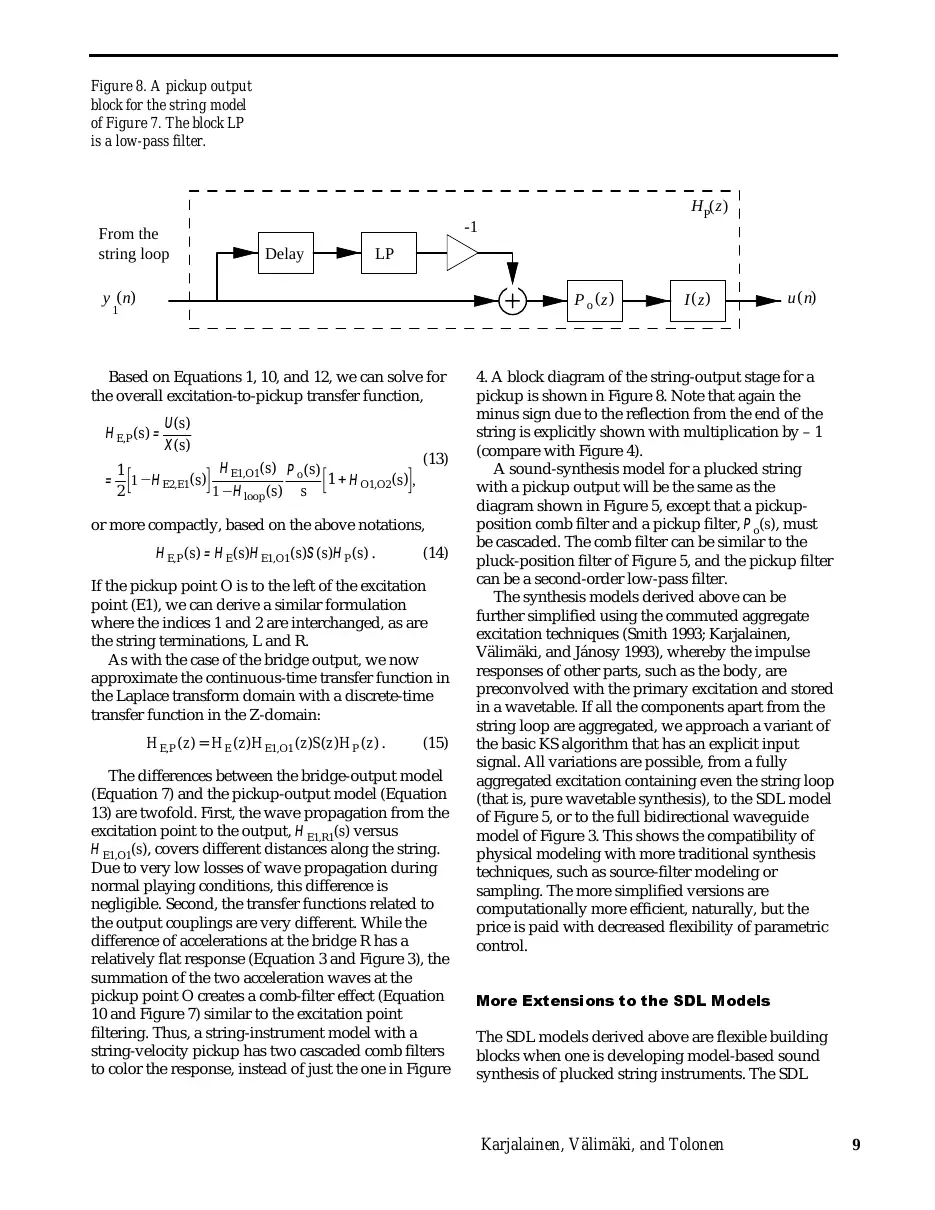 Figure 8. A pickup output
block for the string model
of Figure 7. The block LP
is a low-pass filter.
H_P(z)
From the
string loop
Delay
LP
-1
y_1(n)
+
P_o(z)
I(z)
u(n)
Based on Equations 1, 10, and 12, we can solve for
the overall excitation-to-pickup transfer function,
H_E,P(s) = U(s)/X(s)
= 1/2 [1 − H_E2,E1(s)] H_E1,O1(s)/(1 − H_loop(s)) P_o(s)/s [1 + H_O1,O2(s)], (13)
or more compactly, based on the above notations,
H_E,P(s) = H_E(s)H_E1,O1(s)S(s)H_P(s) . (14)
If the pickup point O is to the left of the excitation
point (E1), we can derive a similar formulation
where the indices 1 and 2 are interchanged, as are
the string terminations, L and R.
As with the case of the bridge output, we now
approximate the continuous-time transfer function in
the Laplace transform domain with a discrete-time
transfer function in the Z-domain:
H_E,P(z) = H_E(z)H_E1,O1(z)S(z)H_P(z) . (15)
The differences between the bridge-output model
(Equation 7) and the pickup-output model (Equation
13) are twofold. First, the wave propagation from the
excitation point to the output, H_E1,R1(s) versus
H_E1,O1(s), covers different distances along the string.
Due to very low losses of wave propagation during
normal playing conditions, this difference is
negligible. Second, the transfer functions related to
the output couplings are very different. While the
difference of accelerations at the bridge R has a
relatively flat response (Equation 3 and Figure 3), the
summation of the two acceleration waves at the
pickup point O creates a comb-filter effect (Equation
10 and Figure 7) similar to the excitation point
filtering. Thus, a string-instrument model with a
string-velocity pickup has two cascaded comb filters
to color the response, instead of just the one in Figure
4. A block diagram of the string-output stage for a
pickup is shown in Figure 8. Note that again the
minus sign due to the reflection from the end of the
string is explicitly shown with multiplication by – 1
(compare with Figure 4).
A sound-synthesis model for a plucked string
with a pickup output will be the same as the
diagram shown in Figure 5, except that a pickup-
position comb filter and a pickup filter, P_o(s), must
be cascaded. The comb filter can be similar to the
pluck-position filter of Figure 5, and the pickup filter
can be a second-order low-pass filter.
The synthesis models derived above can be
further simplified using the commuted aggregate
excitation techniques (Smith 1993; Karjalainen,
Välimäki, and Jánosy 1993), whereby the impulse
responses of other parts, such as the body, are
preconvolved with the primary excitation and stored
in a wavetable. If all the components apart from the
string loop are aggregated, we approach a variant of
the basic KS algorithm that has an explicit input
signal. All variations are possible, from a fully
aggregated excitation containing even the string loop
(that is, pure wavetable synthesis), to the SDL model
of Figure 5, or to the full bidirectional waveguide
model of Figure 3. This shows the compatibility of
physical modeling with more traditional synthesis
techniques, such as source-filter modeling or
sampling. The more simplified versions are
computationally more efficient, naturally, but the
price is paid with decreased flexibility of parametric
control.
More Extensions to the SDL Models
The SDL models derived above are flexible building
blocks when one is developing model-based sound
synthesis of plucked string instruments. The SDL
Karjalainen, Välimäki, and Tolonen 9